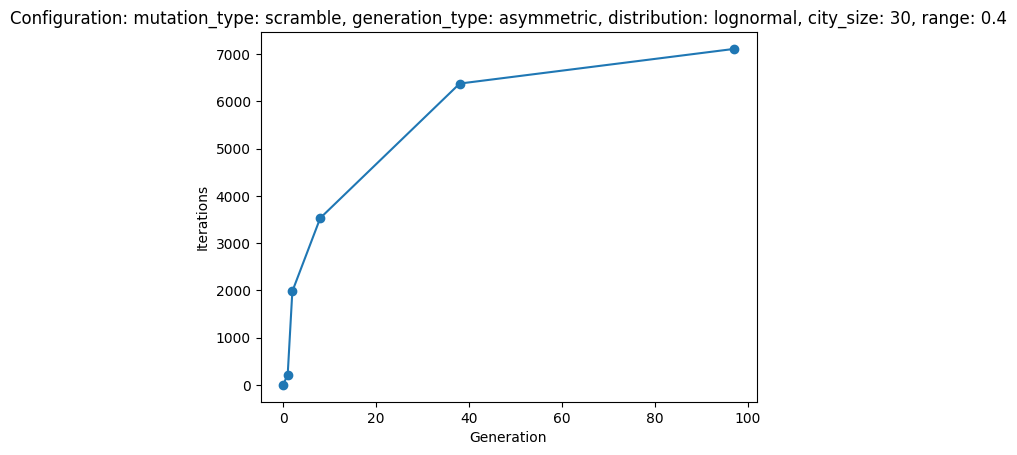 Configuration: mutation_type: scramble, generation_type: asymmetric, distribution: lognormal, city_size: 30, range: 0.4
7000
6000
5000
4000
3000
2000
1000
0
Iterations
0 20 40 60 80 100
Generation